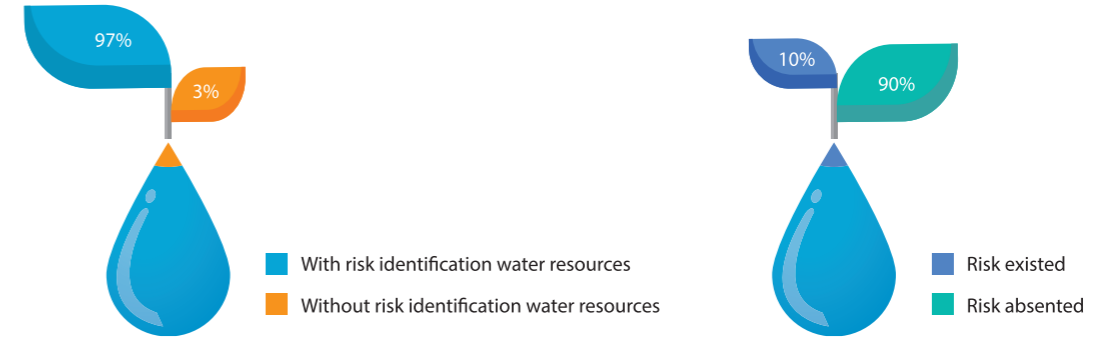 97%
3%
With risk identification water resources
Without risk identification water resources
10%
90%
Risk existed
Risk absented